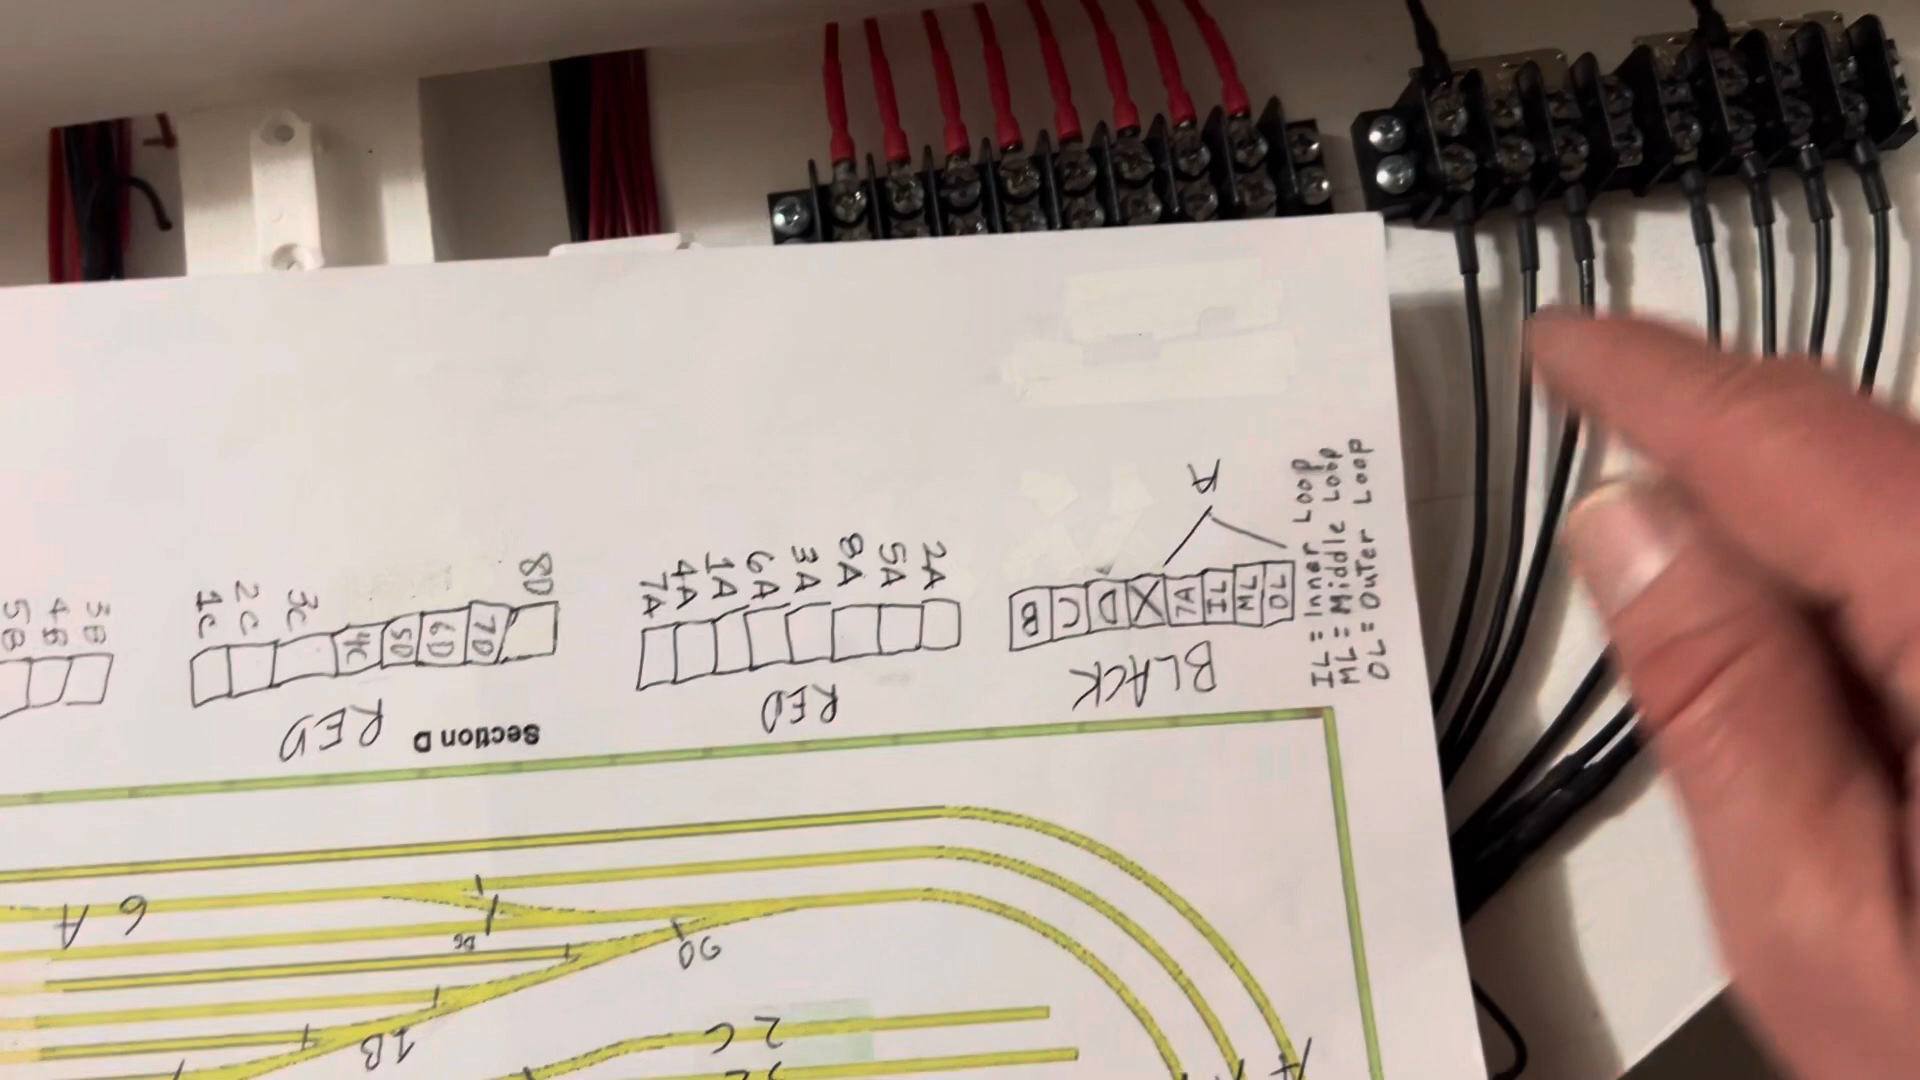 A
IL = Inner Loop
ML = Middle Loop
OL = Outer Loop
8D
1C
2C
3C
7A
4A
1A
6A
3A
8A
5A
2A
5B
4B
3B
4C
5D
6D
7D
B
C
D
X
7A
IL
ML
OL
RED
RED
BLACK
Section D
6 A
D6
1B
2C